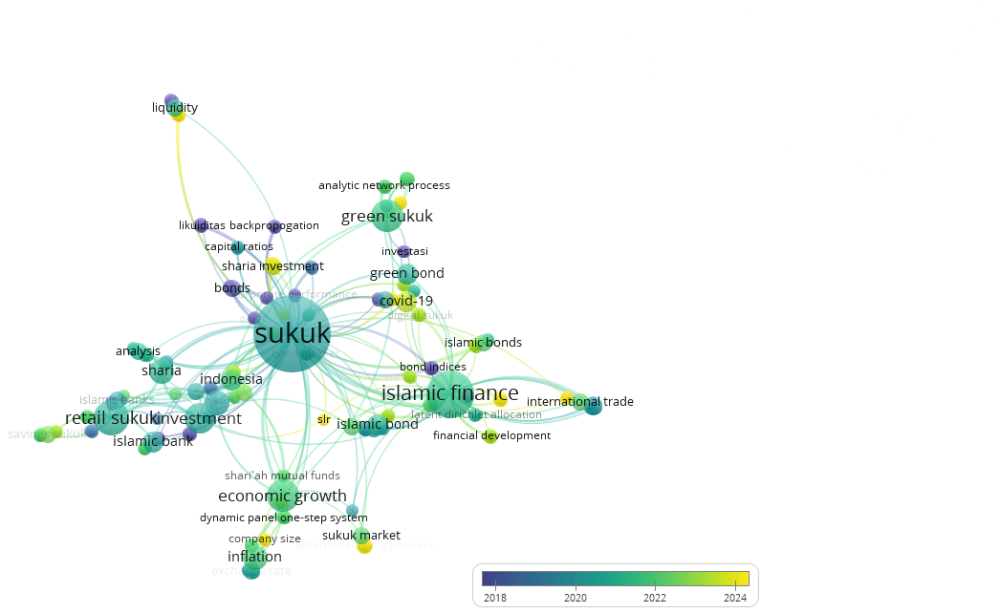 liquidity
analytic network process
green sukuk
likuiditas
backpropogation
capital ratios
investasi
sharia investment
green bond
bonds
performance
covid-19
digital sukuk
sukuk
islamic bonds
analysis
bond indices
sharia
indonesia
islamic finance
islamic banks
international trade
latent dirichlet allocation
retail sukuk
investment
slr
islamic bond
savings sukuk
islamic bank
financial development
shari'ah mutual funds
economic growth
dynamic panel
one-step system
sukuk market
company size
spillovers
inflation
exchange rate
2018
2020
2022
2024